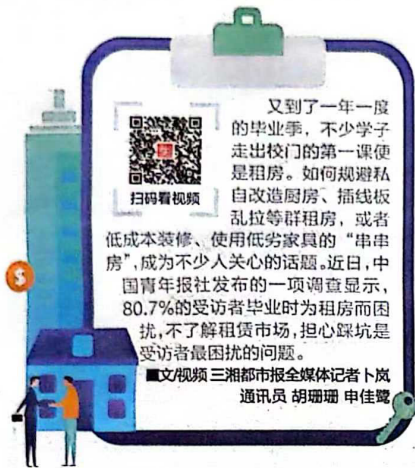 扫码看视频
又到了一年一度
的毕业季，不少学子
走出校门的第一课便
是租房。如何规避私
自改造厨房、插线板
乱拉等群租房，或者
低成本装修、使用低劣家具的“串串
房”，成为不少人关心的话题。近日，中
国青年报社发布的一项调查显示，
80.7%的受访者毕业时为租房而困
扰，不了解租赁市场，担心踩坑是
受访者最困扰的问题。
■文/视频 三湘都市报全媒体记者 卜岚
通讯员 胡珊珊 申佳鹭